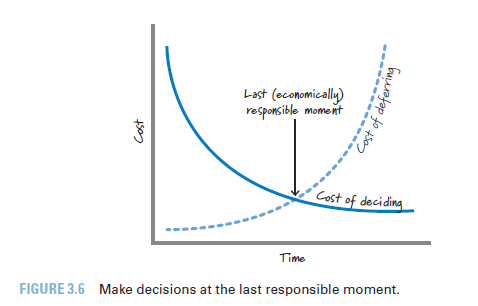 Last (economically)
responsible moment
Cost of deferring
Cost
Cost of deciding
Time
FIGURE 3.6 Make decisions at the last responsible moment.